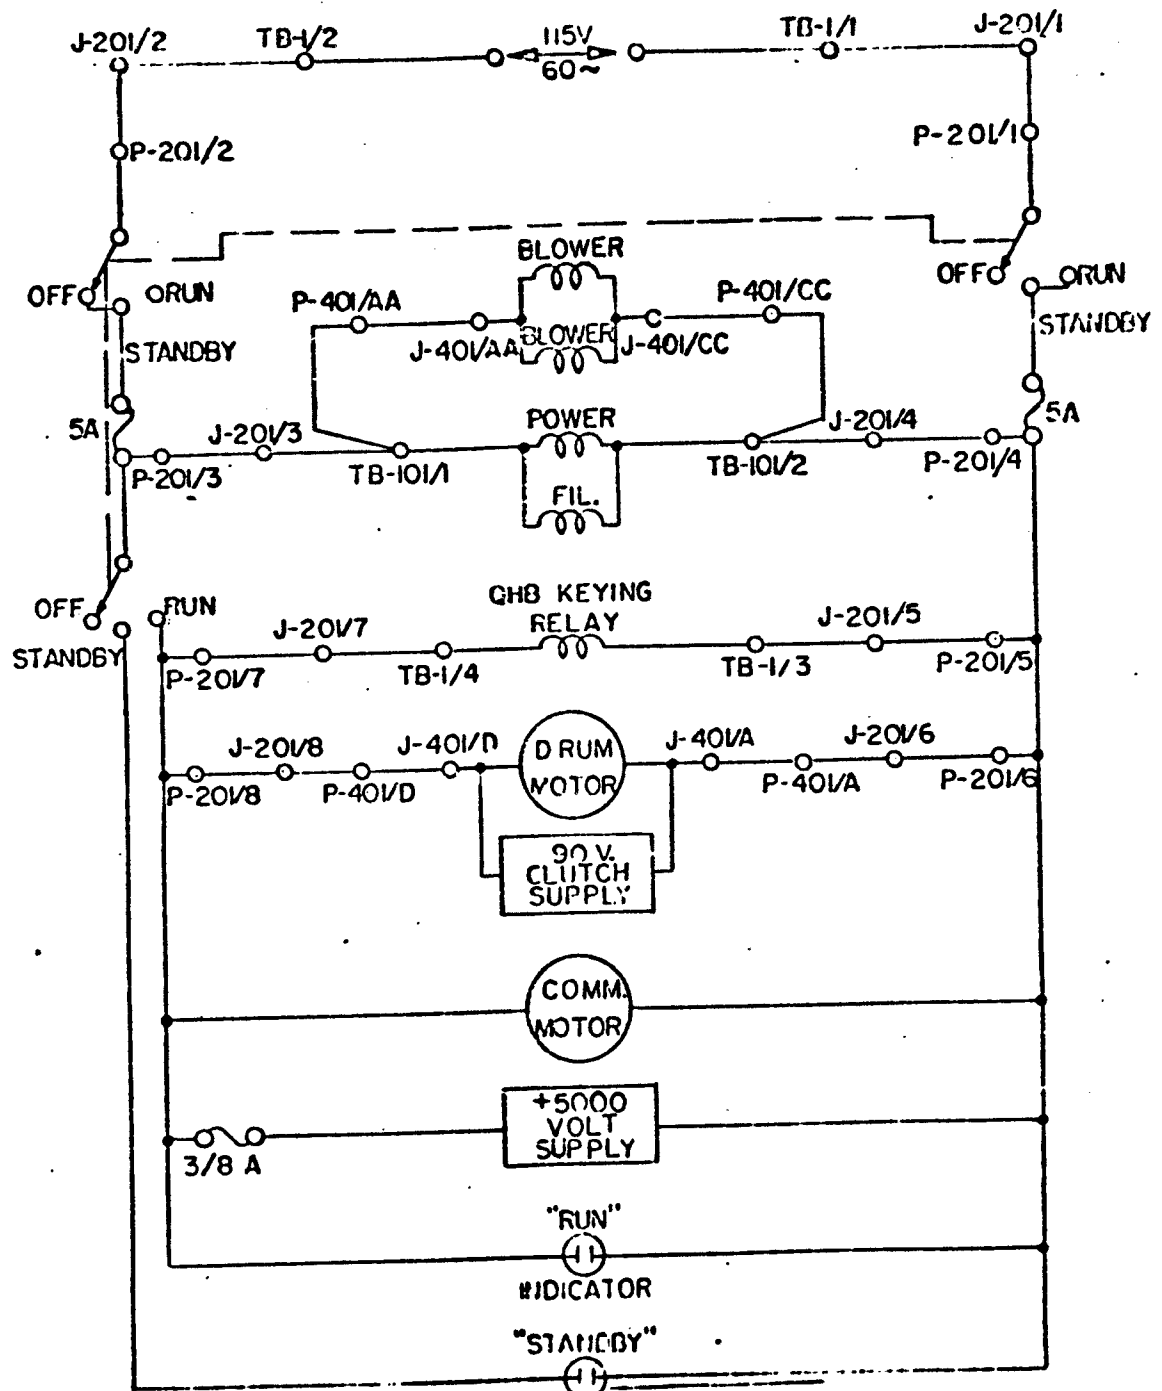 J-201/2
TB-1/2
115V
60~
TB-1/1
J-201/1
P-201/2
P-201/1
BLOWER
OFF
RUN
STANDBY
P-401/AA
J-401/AA
BLOWER
P-401/CC
J-401/CC
OFF
RUN
STANDBY
5A
J-201/3
P-201/3
TB-101/1
POWER
FIL.
TB-101/2
J-201/4
P-201/4
5A
OFF
RUN
STANDBY
QHB KEYING
RELAY
P-201/7
J-201/7
TB-1/4
TB-1/3
J-201/5
P-201/5
P-201/8
J-201/8
P-401/D
J-401/D
DRUM
MOTOR
J-401/A
P-401/A
J-201/6
P-201/6
90 V.
CLUTCH
SUPPLY
COMM.
MOTOR
3/8 A
+5000
VOLT
SUPPLY
"RUN"
INDICATOR
"STANDBY"